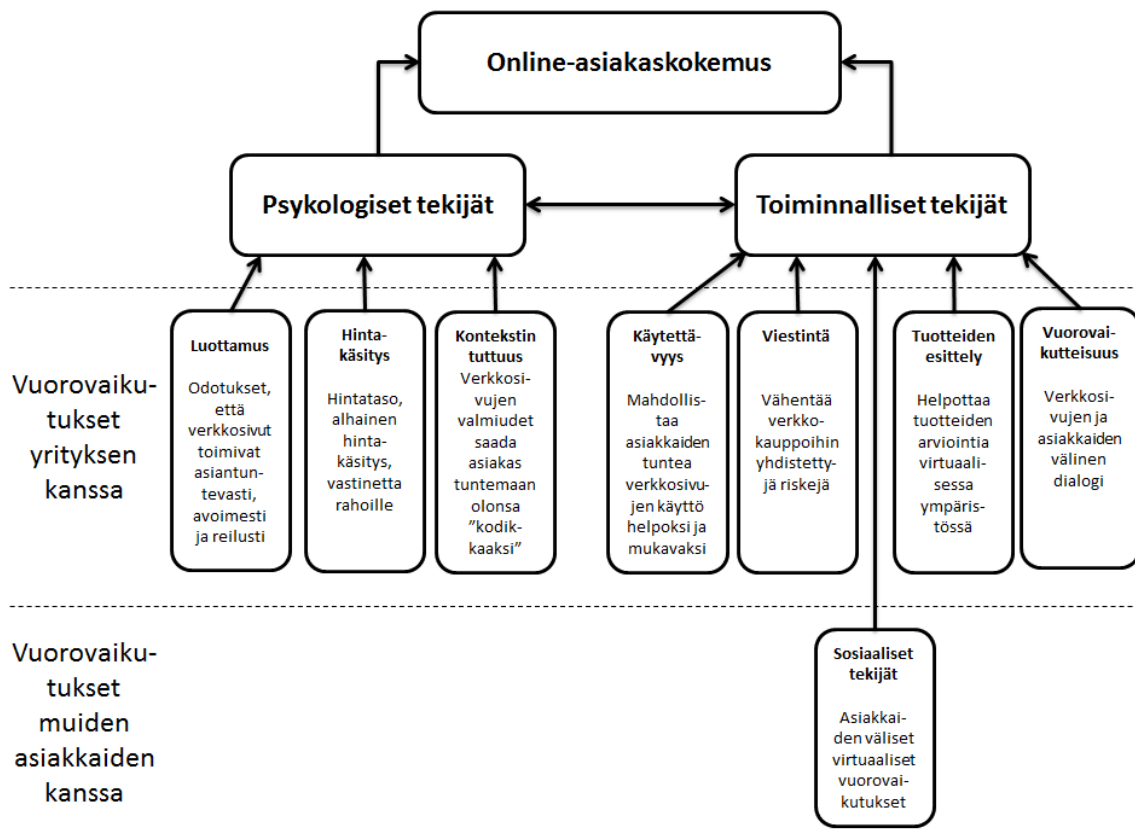 Online-asiakaskokemus
Psykologiset tekijät
Toiminnalliset tekijät
Vuorovaiku-
tukset
yrityksen
kanssa
Luottamus
Odotukset,
että
verkkosivut
toimivat
asiantun-
tevasti,
avoimesti
ja reilusti
Hinta-
käsitys
Hintataso,
alhainen
hinta-
käsitys,
vastinetta
rahoille
Kontekstin
tuttuus
Verkkosi-
vujen
valmiudet
saada
asiakas
tuntemaan
olonsa
”kodik-
kaaksi”
Käytettä-
vyys
Mahdollis-
taa
asiakkaiden
tuntea
verkkosivu-
jen käyttö
helpoksi ja
mukavaksi
Viestintä
Vähentää
verkko-
kauppoihin
yhdistetty-
jä riskejä
Tuotteiden
esittely
Helpottaa
tuotteiden
arviointia
virtuaali-
sessa
ympäris-
tössä
Vuorovai-
kutteisuus
Verkkosi-
vujen ja
asiakkaiden
välinen
dialogi
Vuorovaiku-
tukset
muiden
asiakkaiden
kanssa
Sosiaaliset
tekijät
Asiakkai-
den väliset
virtuaaliset
vuorovai-
kutukset